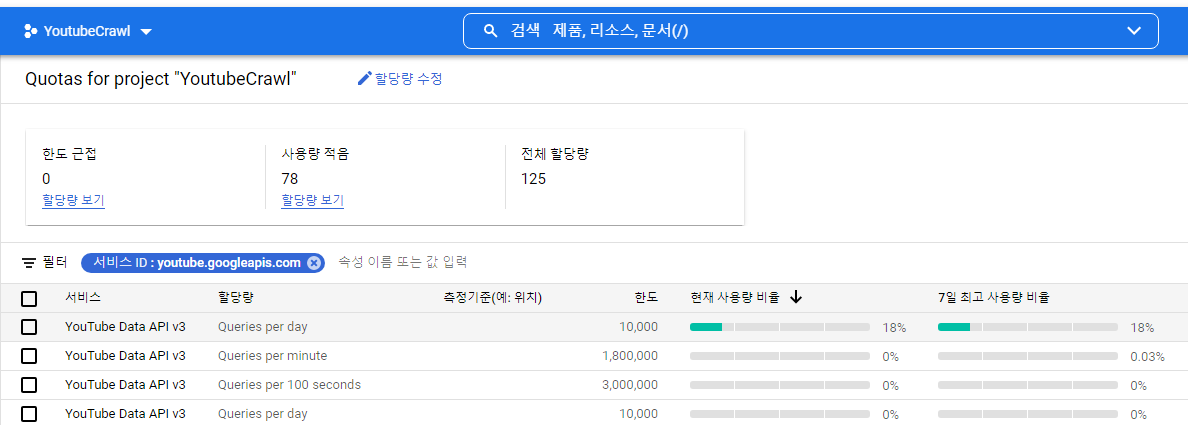 YoutubeCrawl
검색 제품, 리소스, 문서(/)
Quotas for project "YoutubeCrawl"
할당량 수정
한도 근접 사용량 적음 전체 할당량
0 78 125
할당량 보기 할당량 보기
필터 서비스 ID : youtube.googleapis.com 속성 이름 또는 값 입력
서비스 할당량 측정기준(예: 위치) 한도 현재 사용량 비율 7일 최고 사용량 비율
YouTube Data API v3 Queries per day 10,000 18% 18%
YouTube Data API v3 Queries per minute 1,800,000 0% 0.03%
YouTube Data API v3 Queries per 100 seconds 3,000,000 0% 0%
YouTube Data API v3 Queries per day 10,000 0% 0%